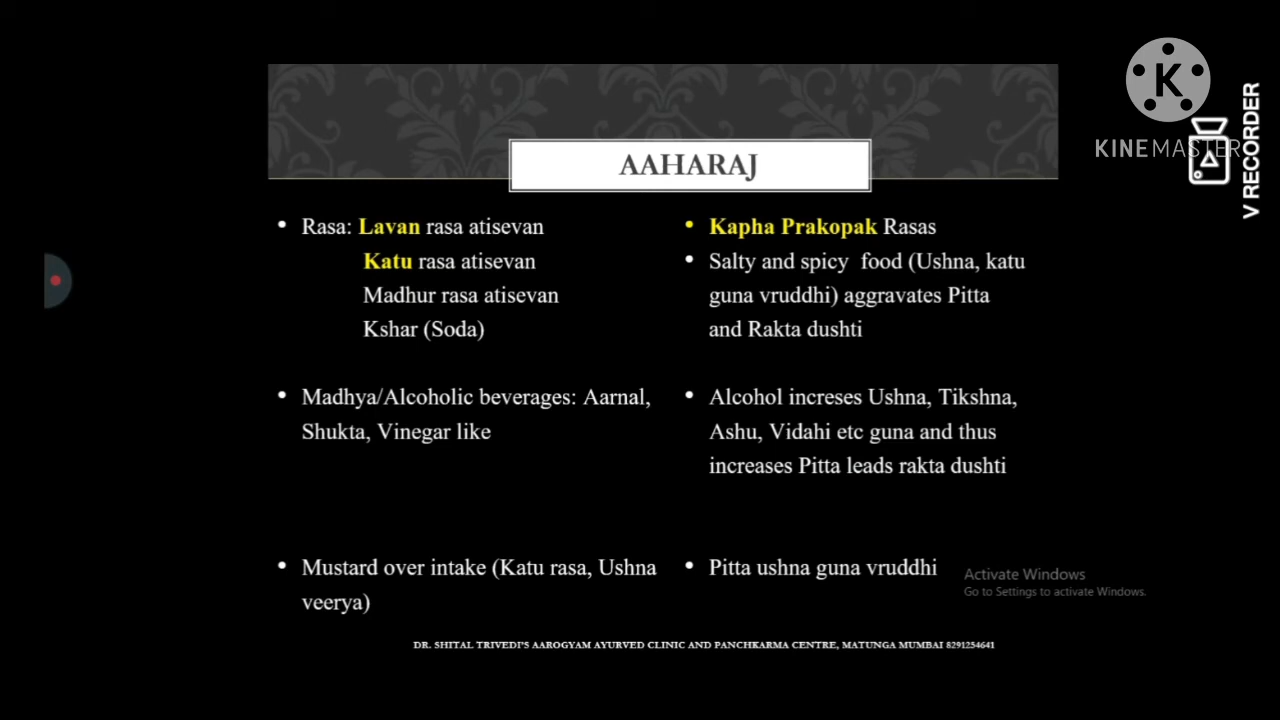 AAHARAJ
• Rasa: Lavan rasa atisevan
Katu rasa atisevan
Madhur rasa atisevan
Kshar (Soda)
• Madhya/Alcoholic beverages: Aarnal,
Shukta, Vinegar like
• Mustard over intake (Katu rasa, Ushna
veerya)
• Kapha Prakopak Rasas
• Salty and spicy food (Ushna, katu
guna vruddhi) aggravates Pitta
and Rakta dushti
• Alcohol increses Ushna, Tikshna,
Ashu, Vidahi etc guna and thus
increases Pitta leads rakta dushti
• Pitta ushna guna vruddhi
Activate Windows
Go to Settings to activate Windows.
DR. SHITAL TRIVEDI'S AAROGYAM AYURVED CLINIC AND PANCHKARMA CENTRE, MATUNGA MUMBAI 8291254641
K
KINEMASTER
V RECORDER